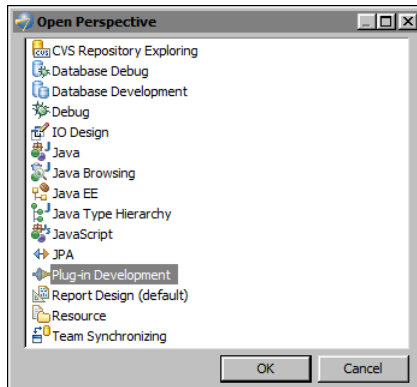 Open Perspective
CVS Repository Exploring
Database Debug
Database Development
Debug
IO Design
Java
Java Browsing
Java EE
Java Type Hierarchy
JavaScript
JPA
Plug-in Development
Report Design (default)
Resource
Team Synchronizing
OK Cancel